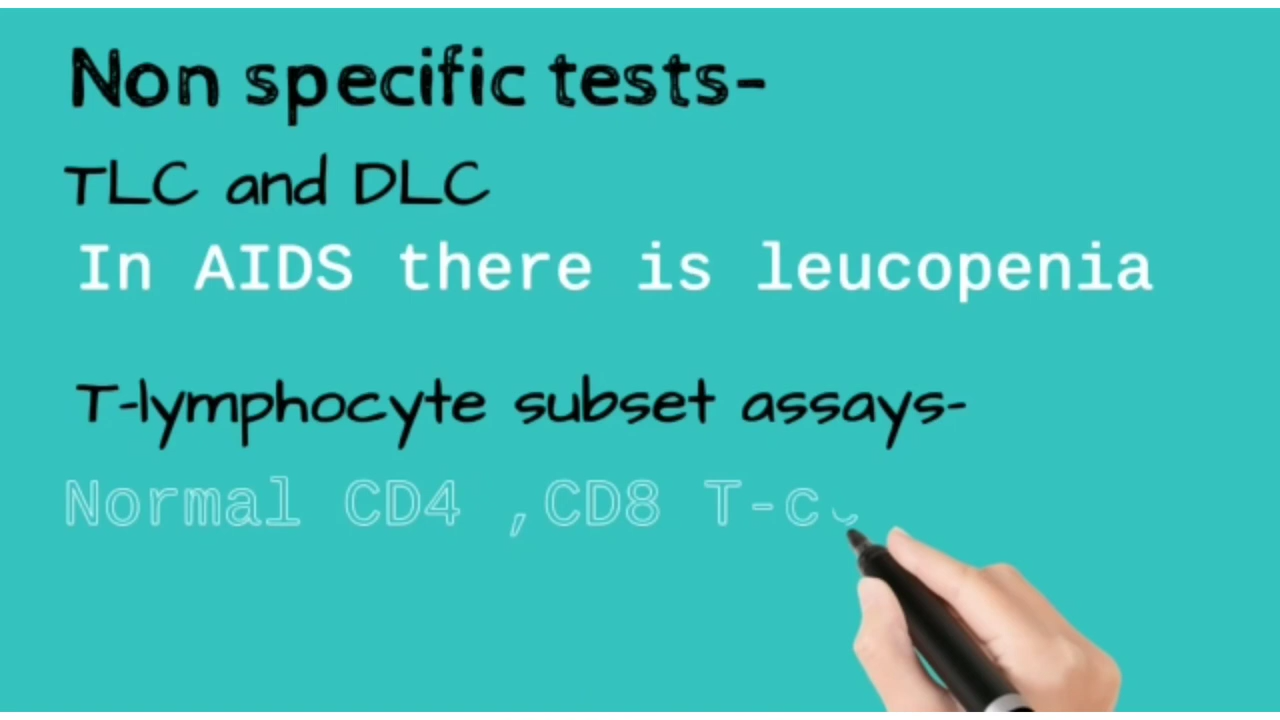 Non specific tests-
TLC and DLC
In AIDS there is leucopenia
T-lymphocyte subset assays-
Normal CD4 ,CD8 T-c